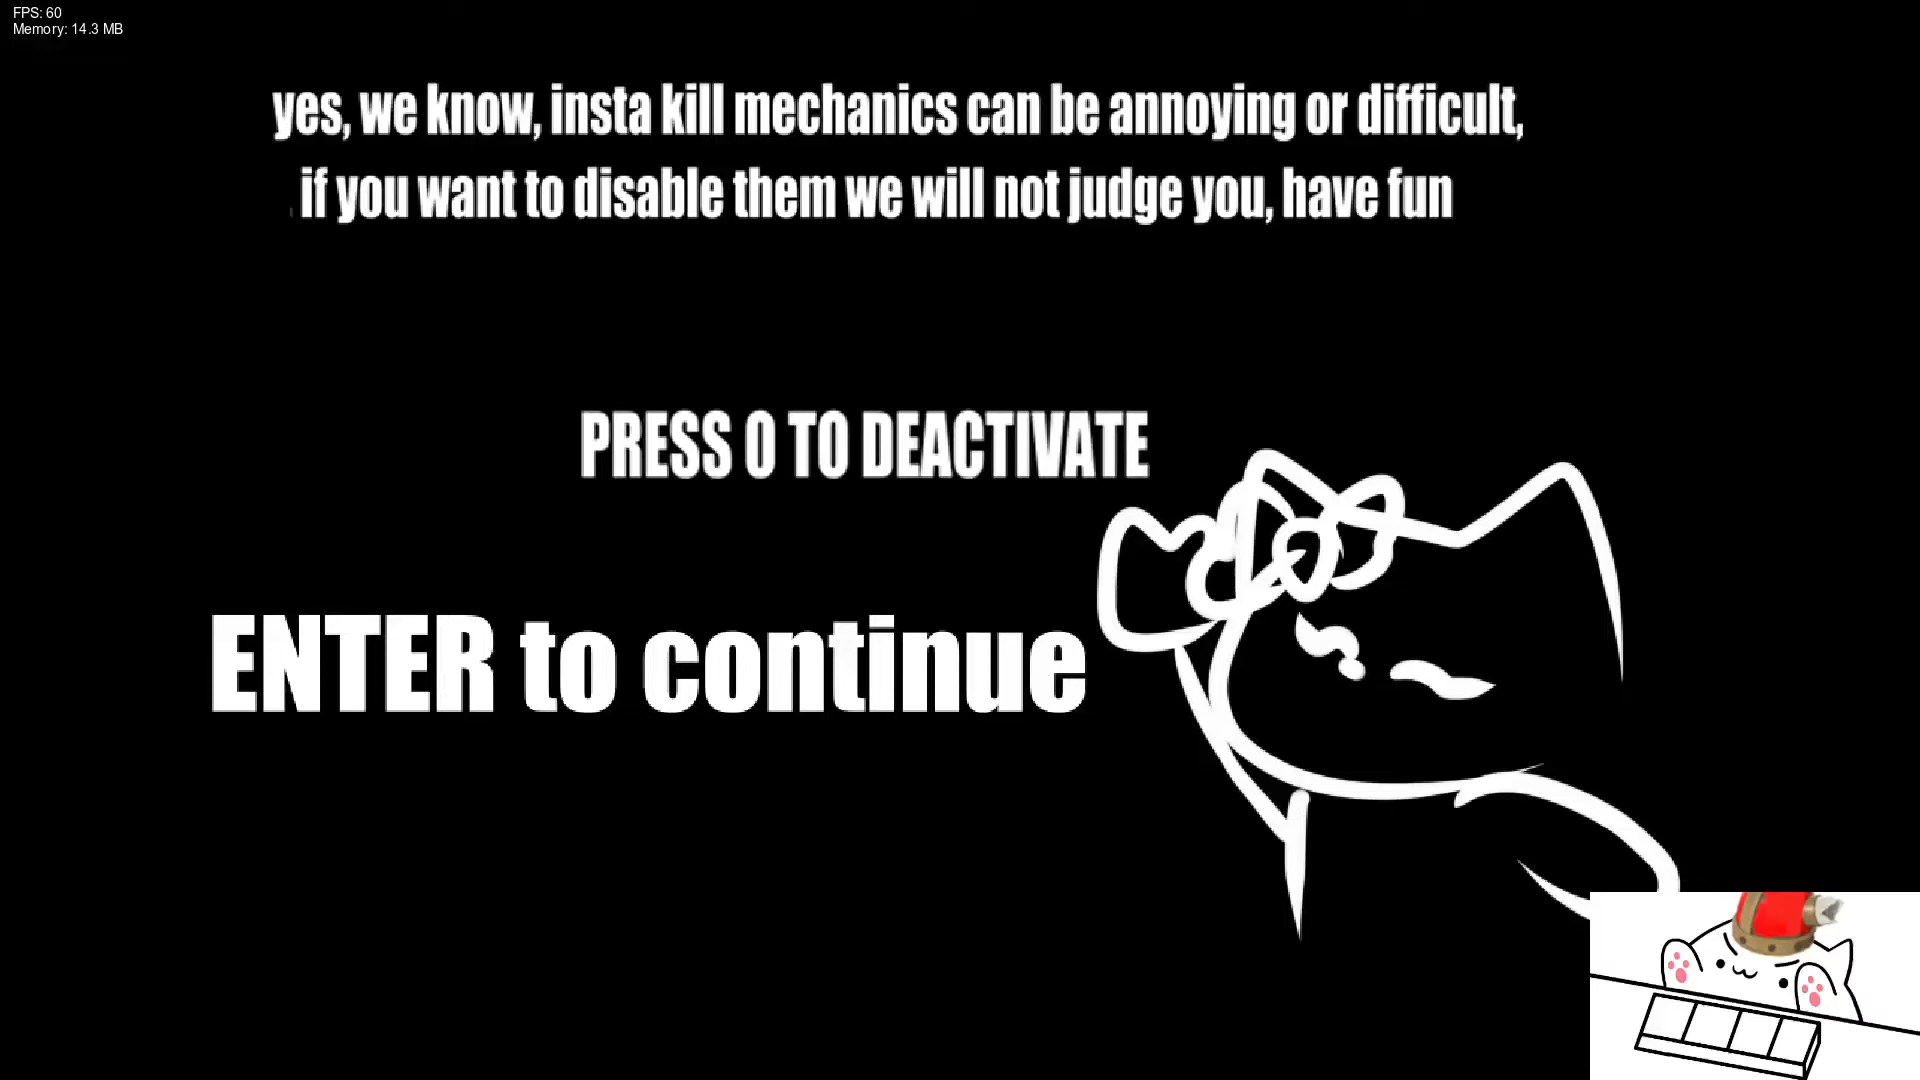 FPS: 60
Memory: 14.3 MB
yes, we know, insta kill mechanics can be annoying or difficult,
if you want to disable them we will not judge you, have fun
PRESS O TO DEACTIVATE
ENTER to continue